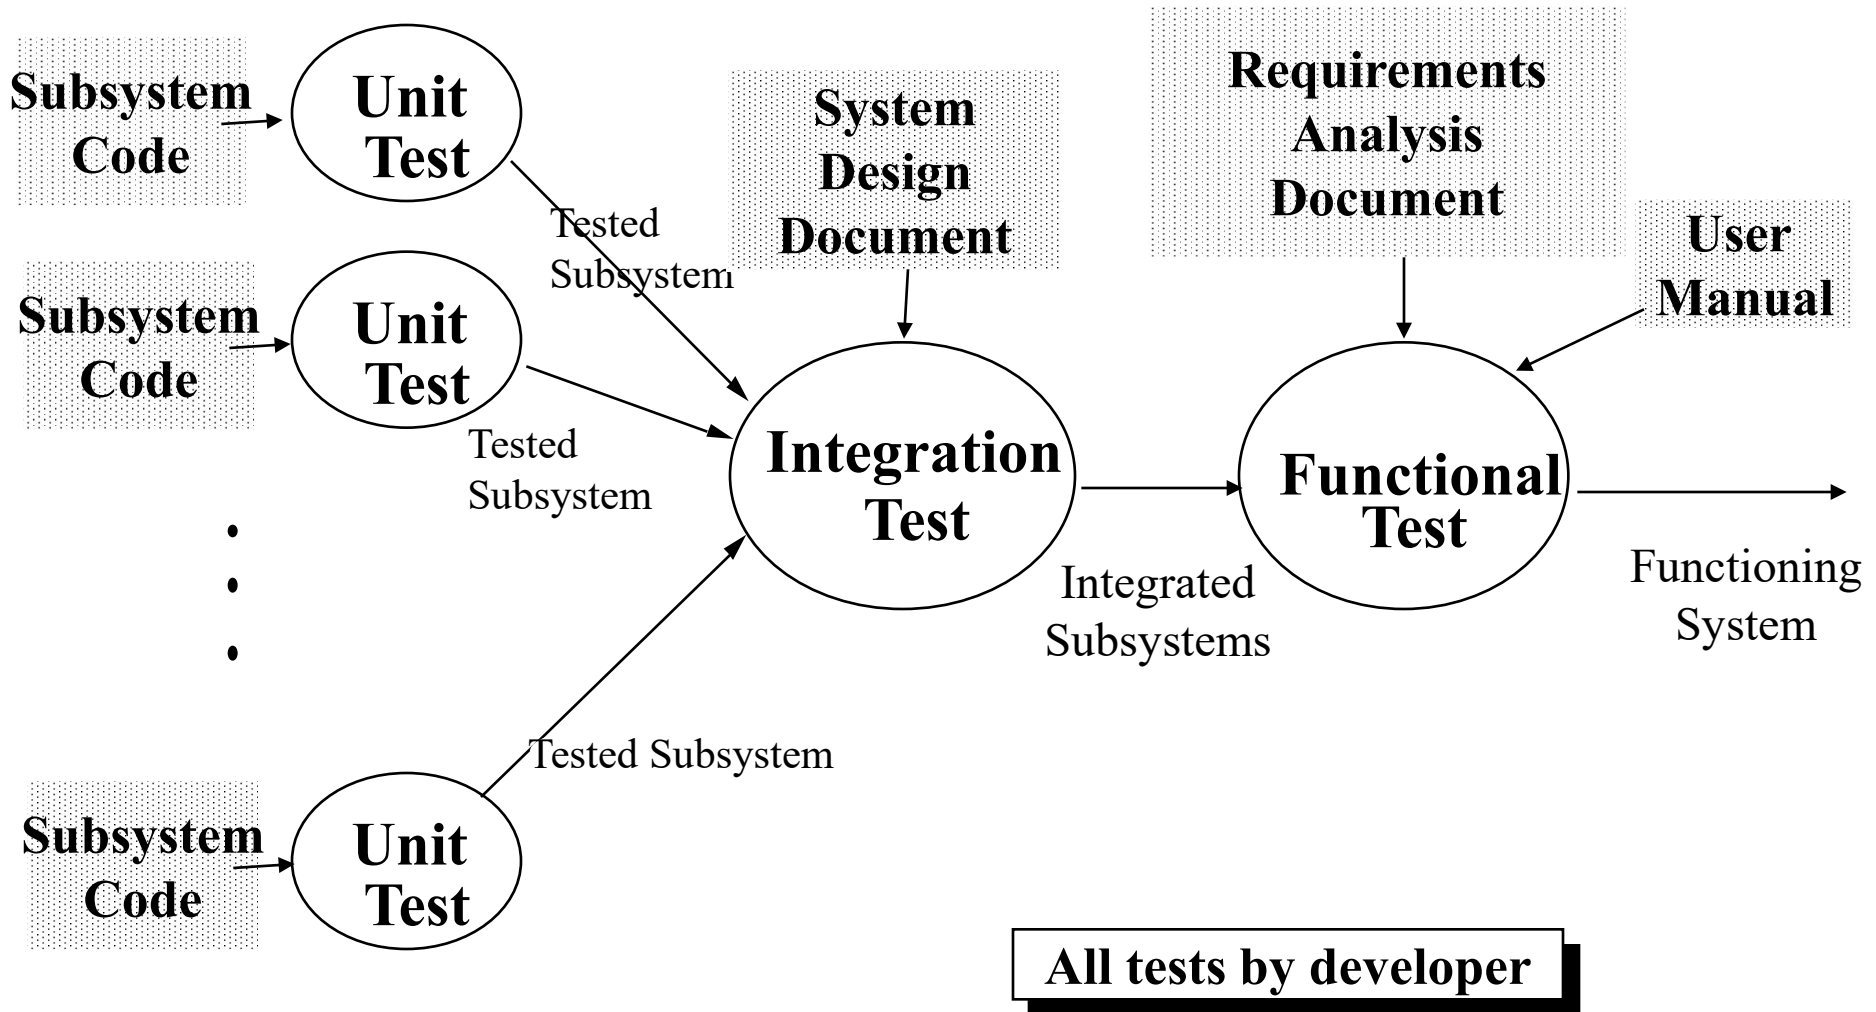 Subsystem
Code
Unit
Test
Tested
Subsystem
System
Design
Document
Requirements
Analysis
Document
User
Manual
Subsystem
Code
Unit
Test
Tested
Subsystem
Integration
Test
Functional
Test
Integrated
Subsystems
Functioning
System
Tested Subsystem
Subsystem
Code
Unit
Test
All tests by developer